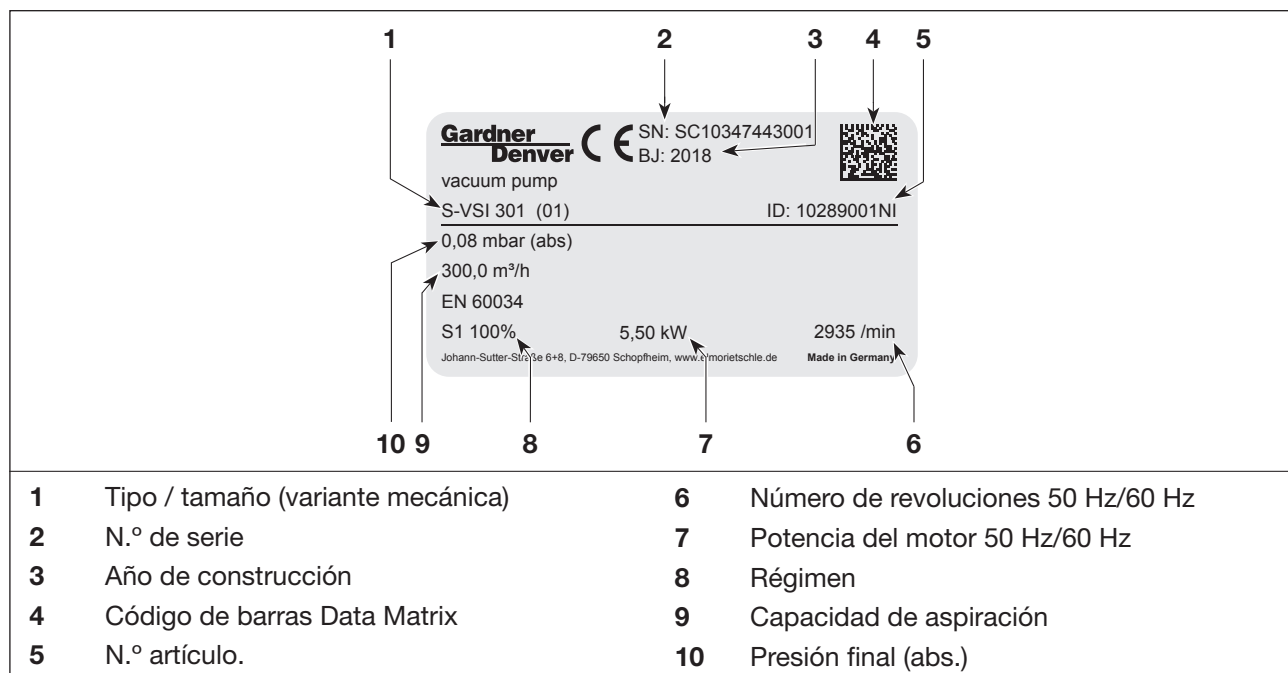 1 2 3 4 5
Gardner
Denver
CE
SN: SC10347443001
BJ: 2018
vacuum pump
S-VSI 301 (01) ID: 10289001NI
0,08 mbar (abs)
300,0 m³/h
EN 60034
S1 100% 5,50 kW 2935 /min
Johann-Sutter-Straße 6+8, D-79650 Schopfheim, www.elmorietschle.de Made in Germany
10 9 8 7 6
1 Tipo / tamaño (variante mecánica)
2 N.º de serie
3 Año de construcción
4 Código de barras Data Matrix
5 N.º artículo.
6 Número de revoluciones 50 Hz/60 Hz
7 Potencia del motor 50 Hz/60 Hz
8 Régimen
9 Capacidad de aspiración
10 Presión final (abs.)